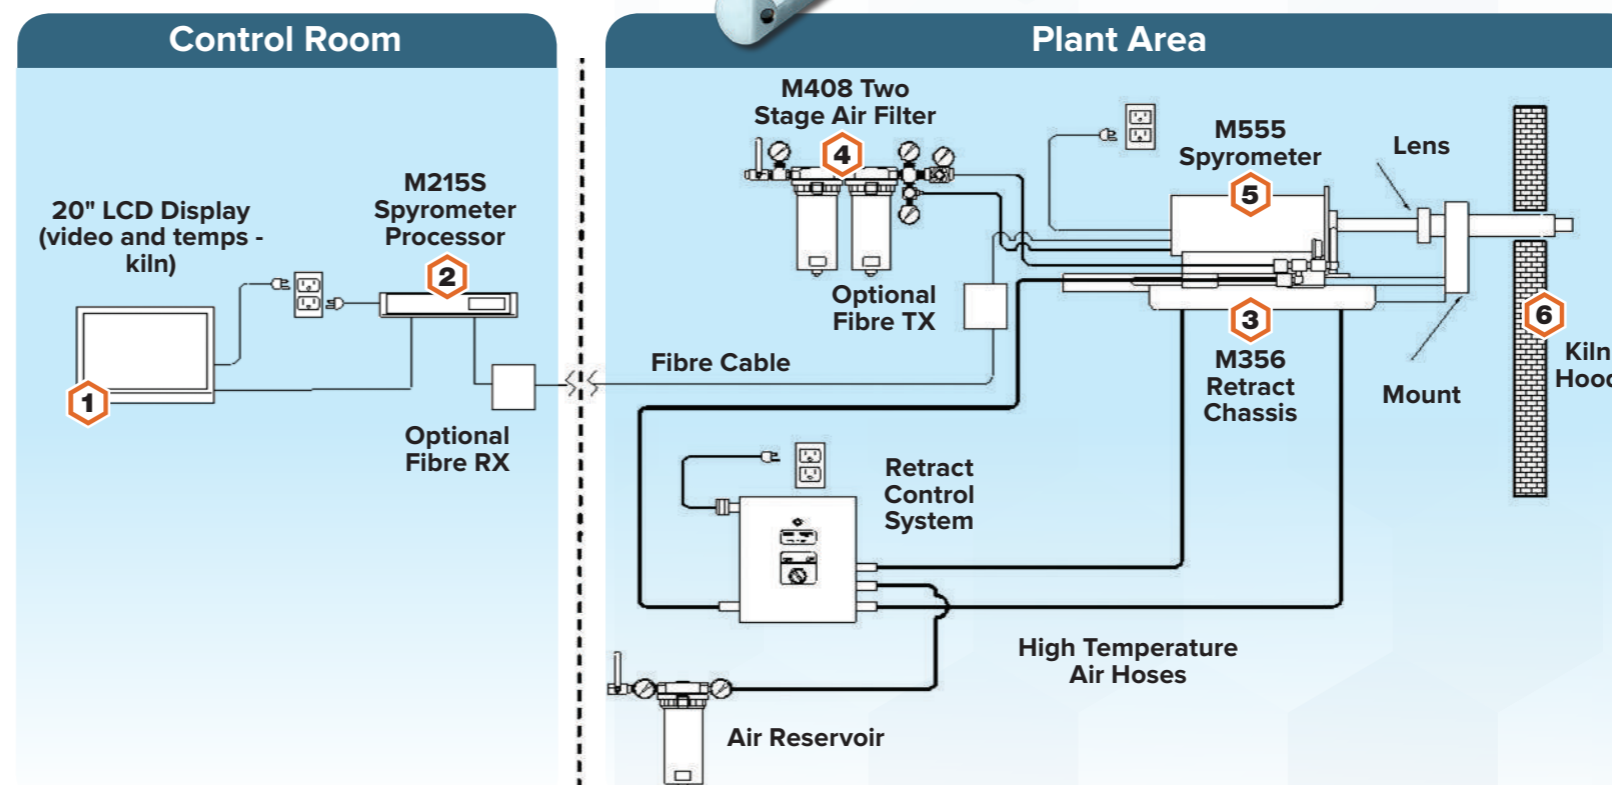 Control Room
Plant Area
20" LCD Display
(video and temps -
kiln)
1
M215S
Spyrometer
Processor
2
Optional
Fibre RX
M408 Two
Stage Air Filter
4
M555
Spyrometer
5
Lens
Optional
Fibre TX
3
M356
Retract
Chassis
Mount
6
Kiln
Hood
Fibre Cable
Retract
Control
System
High Temperature
Air Hoses
Air Reservoir